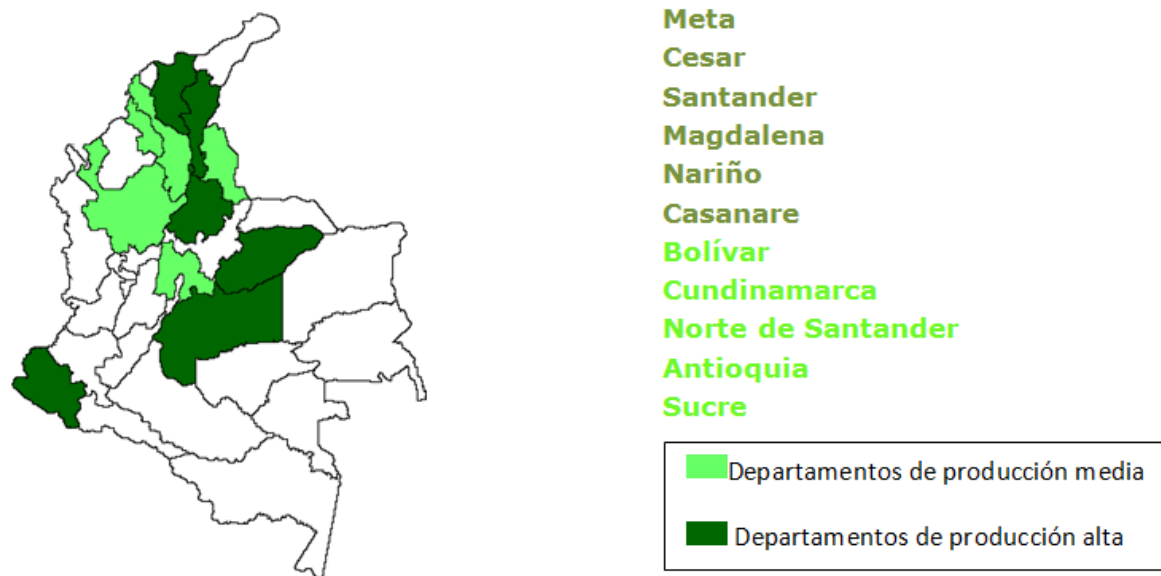 Meta
Cesar
Santander
Magdalena
Nariño
Casanare
Bolívar
Cundinamarca
Norte de Santander
Antioquia
Sucre
Departamentos de producción media
Departamentos de producción alta